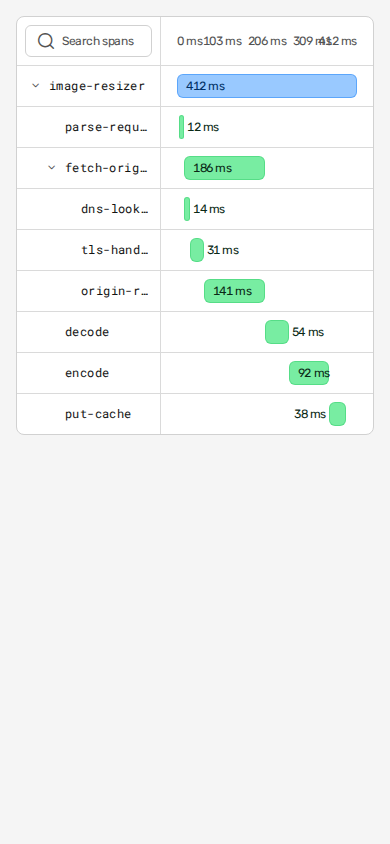 Search spans 0 ms 103 ms 206 ms 309 ms 412 ms
image-resizer 412 ms
parse-requ… 12 ms
fetch-orig… 186 ms
dns-look… 14 ms
tls-hand… 31 ms
origin-r… 141 ms
decode 54 ms
encode 92 ms
put-cache 38 ms